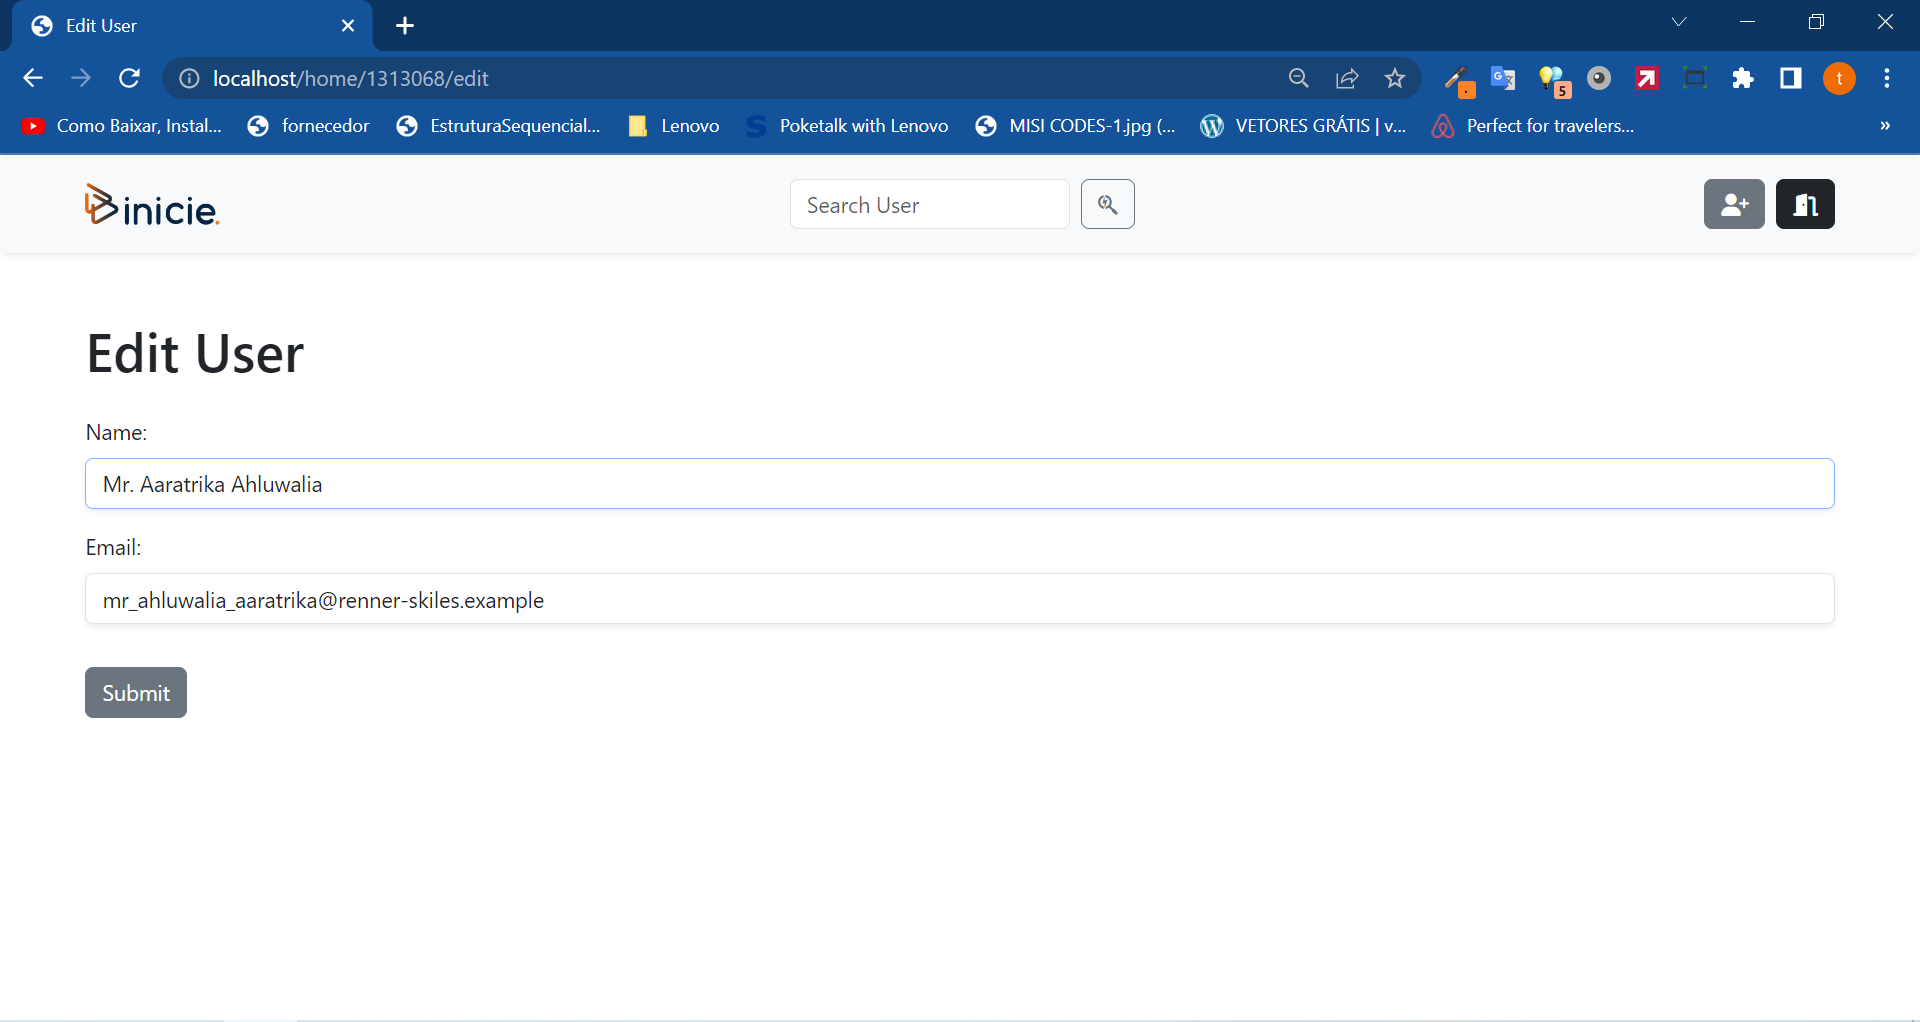 Edit User
localhost/home/1313068/edit
5
t
Como Baixar, Instal...
fornecedor
EstruturaSequencial...
Lenovo
Poketalk with Lenovo
MISI CODES-1.jpg (...
VETORES GRÁTIS | v...
Perfect for travelers...
»
inicie.
Search User
Edit User
Name:
Mr. Aaratrika Ahluwalia
Email:
mr_ahluwalia_aaratrika@renner-skiles.example
Submit